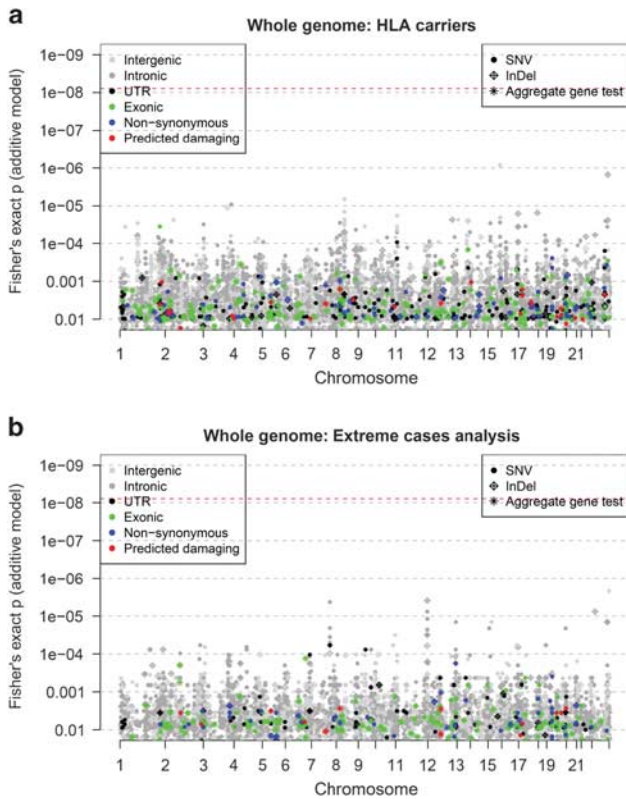 a
Whole genome: HLA carriers
Fisher's exact p (additive model)
1e−09
1e−08
1e−07
1e−06
1e−05
1e−04
0.001
0.01
Intergenic
Intronic
UTR
Exonic
Non−synonymous
Predicted damaging
SNV
InDel
Aggregate gene test
1 2 3 4 5 6 7 8 9 11 12 13 15 17 19 21
Chromosome
b
Whole genome: Extreme cases analysis
Fisher's exact p (additive model)
1e−09
1e−08
1e−07
1e−06
1e−05
1e−04
0.001
0.01
Intergenic
Intronic
UTR
Exonic
Non−synonymous
Predicted damaging
SNV
InDel
Aggregate gene test
1 2 3 4 5 6 7 8 9 11 12 13 15 17 19 21
Chromosome